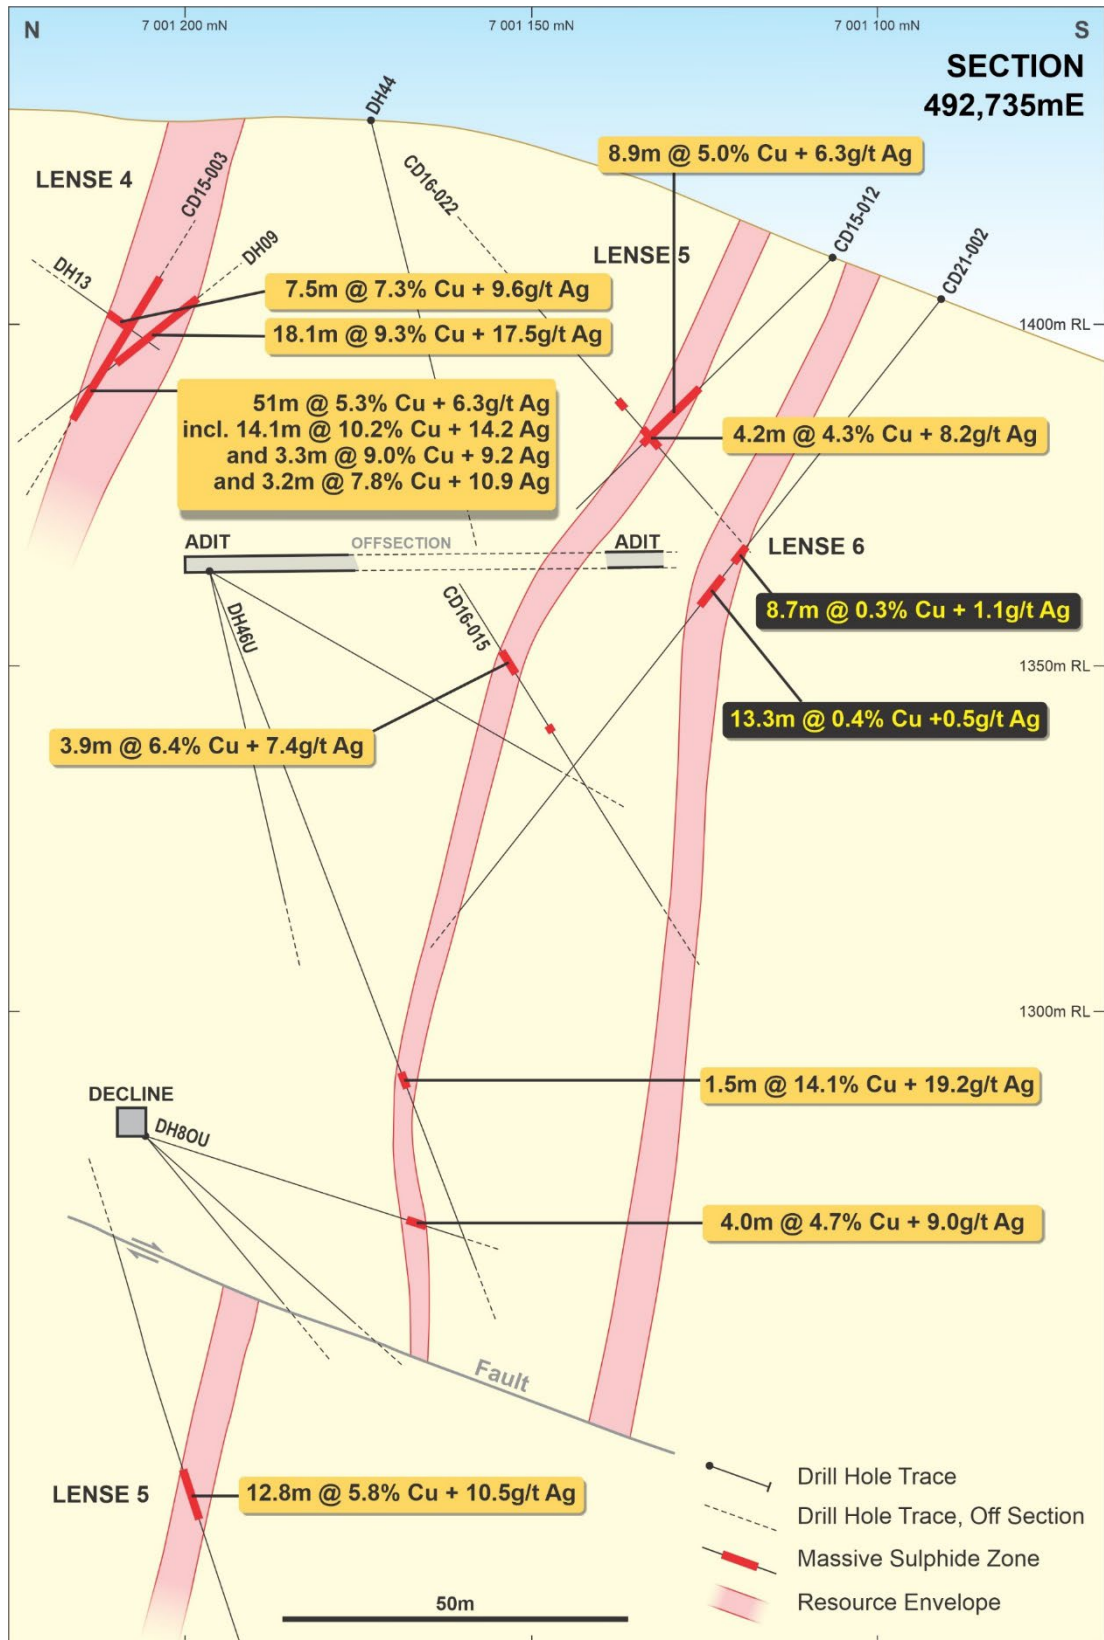 N
7 001 200 mN
7 001 150 mN
7 001 100 mN
S
SECTION
492,735mE
DH44
8.9m @ 5.0% Cu + 6.3g/t Ag
LENSE 4
CD15-003
CD16-022
CD15-012
DH09
LENSE 5
CD21-002
DH13
7.5m @ 7.3% Cu + 9.6g/t Ag
18.1m @ 9.3% Cu + 17.5g/t Ag
1400m RL
51m @ 5.3% Cu + 6.3g/t Ag
incl. 14.1m @ 10.2% Cu + 14.2 Ag
and 3.3m @ 9.0% Cu + 9.2 Ag
and 3.2m @ 7.8% Cu + 10.9 Ag
4.2m @ 4.3% Cu + 8.2g/t Ag
ADIT
OFFSECTION
ADIT
LENSE 6
DH46U
CD16-015
8.7m @ 0.3% Cu + 1.1g/t Ag
1350m RL
13.3m @ 0.4% Cu +0.5g/t Ag
3.9m @ 6.4% Cu + 7.4g/t Ag
1300m RL
1.5m @ 14.1% Cu + 19.2g/t Ag
DECLINE
DH8OU
4.0m @ 4.7% Cu + 9.0g/t Ag
Fault
LENSE 5
12.8m @ 5.8% Cu + 10.5g/t Ag
Drill Hole Trace
Drill Hole Trace, Off Section
Massive Sulphide Zone
Resource Envelope
50m